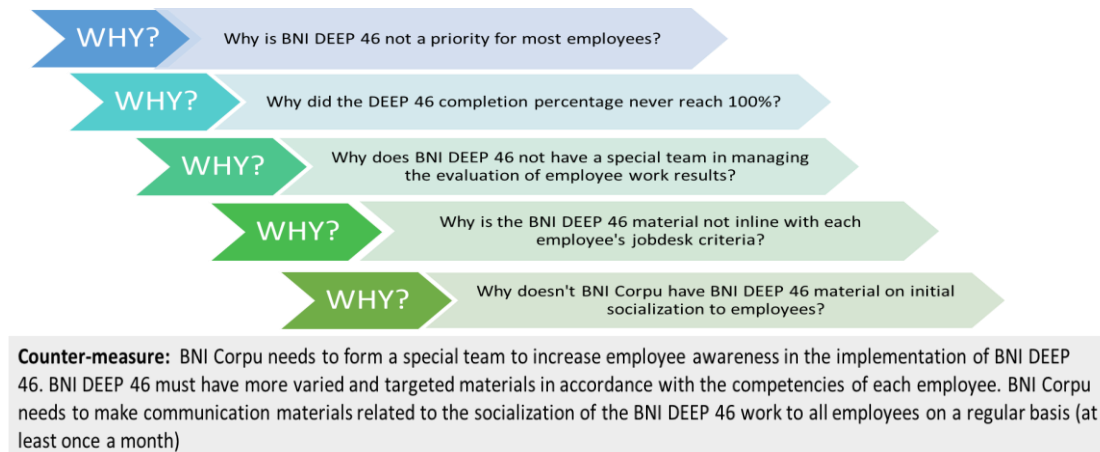 WHY?
Why is BNI DEEP 46 not a priority for most employees?
WHY?
Why did the DEEP 46 completion percentage never reach 100%?
WHY?
Why does BNI DEEP 46 not have a special team in managing
the evaluation of employee work results?
WHY?
Why is the BNI DEEP 46 material not inline with each
employee's jobdesk criteria?
WHY?
Why doesn't BNI Corpu have BNI DEEP 46 material on initial
socialization to employees?
Counter-measure: BNI Corpu needs to form a special team to increase employee awareness in the implementation of BNI DEEP
46. BNI DEEP 46 must have more varied and targeted materials in accordance with the competencies of each employee. BNI Corpu
needs to make communication materials related to the socialization of the BNI DEEP 46 work to all employees on a regular basis (at
least once a month)